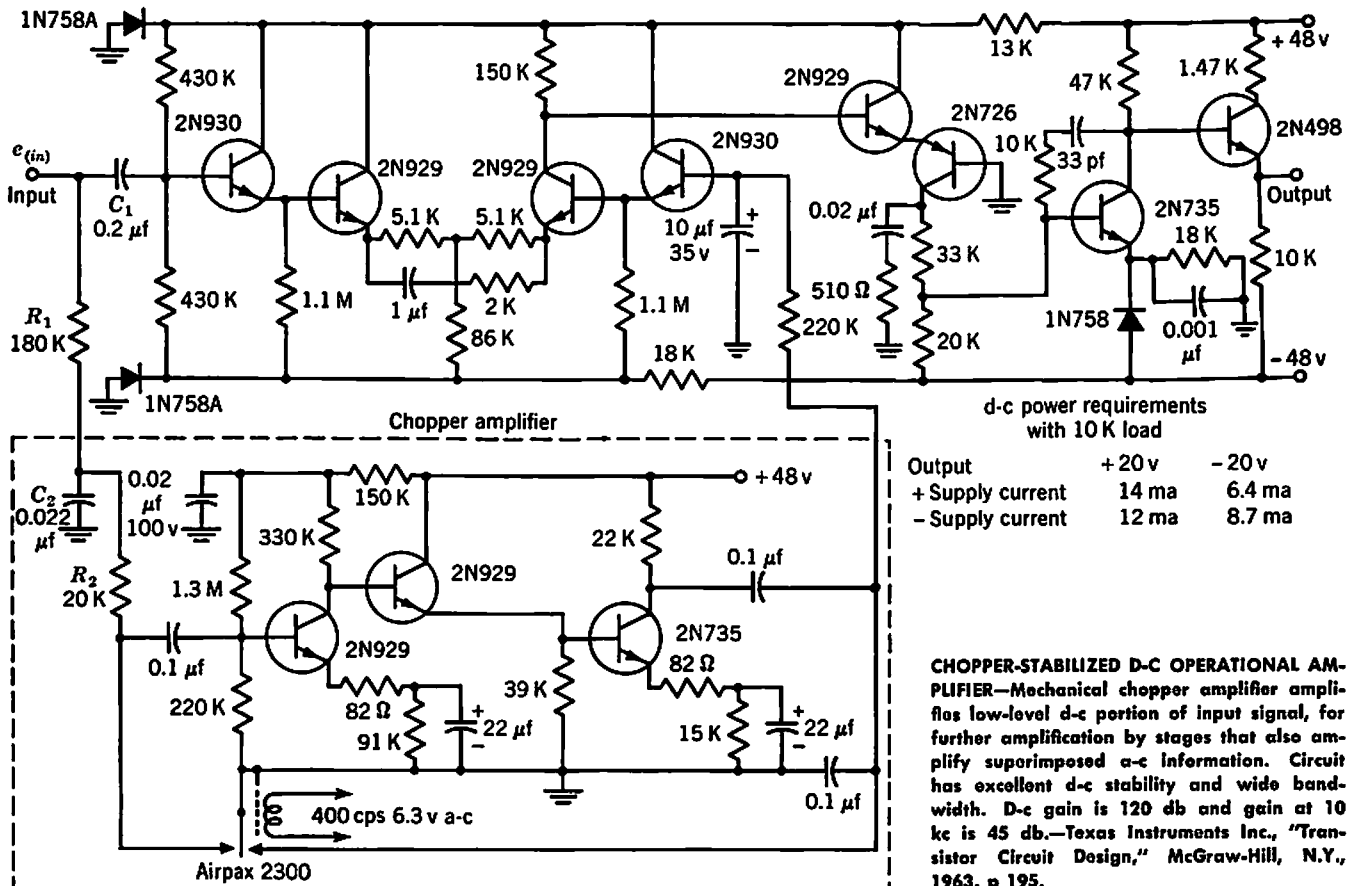 1N758A
13 K
+ 48 v
430 K
150 K
2N929
47 K
1.47 K
2N930
2N726
2N498
e(in)
Input
C1
0.2 μf
2N929
2N929
2N930
10 K
33 pf
Output
5.1 K
5.1 K
10 μf
35 v
+
−
0.02 μf
2N735
18 K
430 K
1.1 M
1 μf
2 K
1.1 M
33 K
10 K
R1
180 K
86 K
220 K
510 Ω
1N758
0.001
μf
18 K
20 K
− 48 v
1N758A
Chopper amplifier
d-c power requirements
with 10 K load
Output +20 v −20 v
+ Supply current 14 ma 6.4 ma
− Supply current 12 ma 8.7 ma
C2
0.022
μf
0.02
μf
100 v
150 K
+48 v
330 K
22 K
0.1 μf
R2
20 K
1.3 M
2N929
2N929
2N735
0.1 μf
220 K
82 Ω
91 K
+
−
22 μf
39 K
82 Ω
15 K
+
−
22 μf
0.1 μf
400 cps 6.3 v a-c
Airpax 2300
CHOPPER-STABILIZED D-C OPERATIONAL AM-
PLIFIER—Mechanical chopper amplifier ampli-
fies low-level d-c portion of input signal, for
further amplification by stages that also am-
plify superimposed a-c information. Circuit
has excellent d-c stability and wide band-
width. D-c gain is 120 db and gain at 10
kc is 45 db.—Texas Instruments Inc., "Tran-
sistor Circuit Design," McGraw-Hill, N.Y.,
1963, p 195.